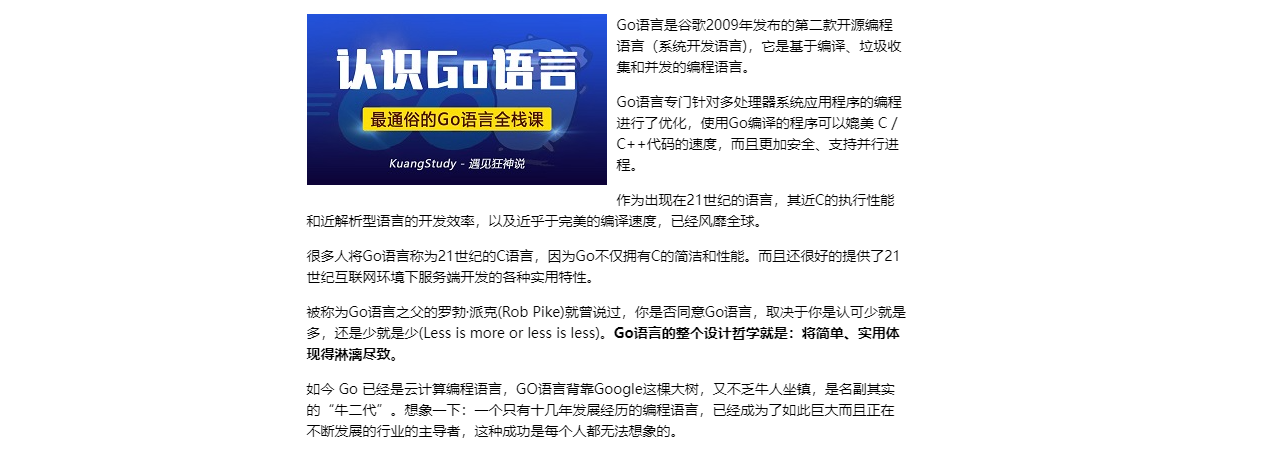 认识Go语言
最通俗的Go语言全栈课
KuangStudy - 遇见狂神说
Go语言是谷歌2009年发布的第二款开源编程
语言（系统开发语言)，它是基于编译、垃圾收
集和并发的编程语言。
Go语言专门针对多处理器系统应用程序的编程
进行了优化，使用Go编译的程序可以媲美 C /
C++代码的速度，而且更加安全、支持并行进
程。
作为出现在21世纪的语言，其近C的执行性能
和近解析型语言的开发效率，以及近乎于完美的编译速度，已经风靡全球。
很多人将Go语言称为21世纪的C语言，因为Go不仅拥有C的简洁和性能。而且还很好的提供了21
世纪互联网环境下服务端开发的各种实用特性。
被称为Go语言之父的罗勃·派克(Rob Pike)就曾说过，你是否同意Go语言，取决于你是认可少就是
多，还是少就是少(Less is more or less is less)。Go语言的整个设计哲学就是：将简单、实用体
现得淋漓尽致。
如今 Go 已经是云计算编程语言，GO语言背靠Google这棵大树，又不乏牛人坐镇，是名副其实
的“牛二代”。想象一下：一个只有十几年发展经历的编程语言，已经成为了如此巨大而且正在
不断发展的行业的主导者，这种成功是每个人都无法想象的。